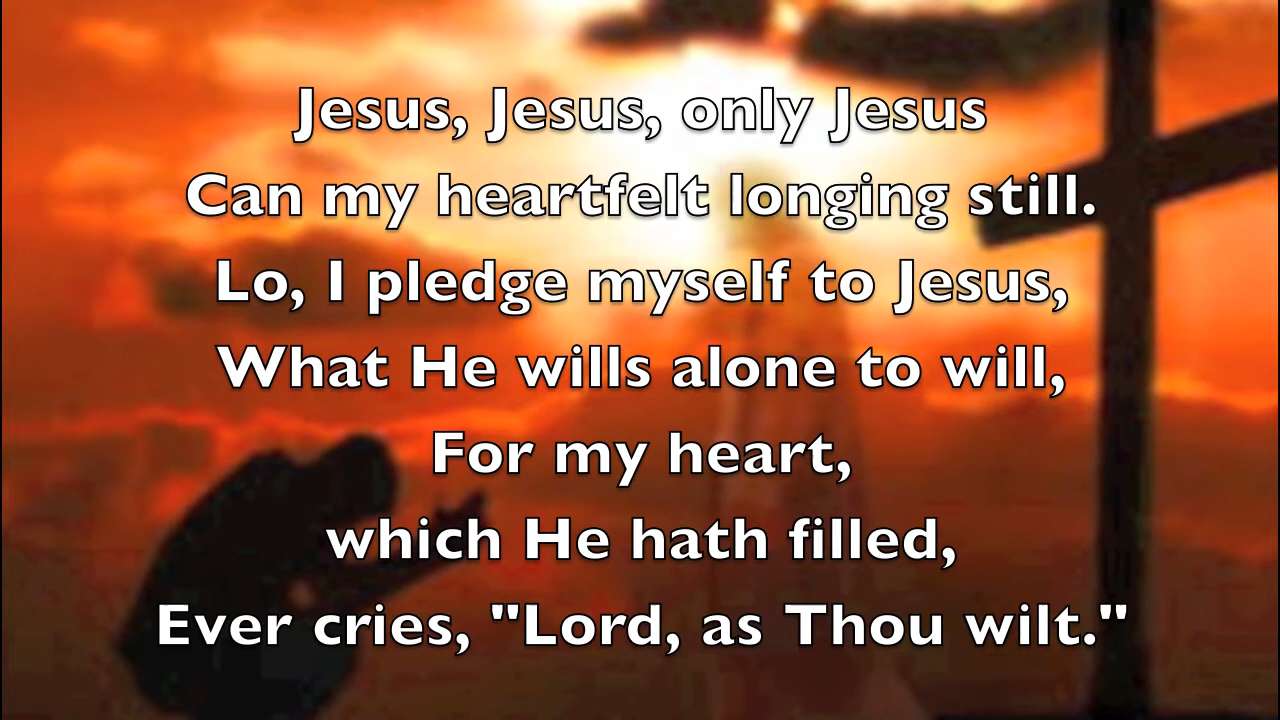 Jesus, Jesus, only Jesus
Can my heartfelt longing still.
Lo, I pledge myself to Jesus,
What He wills alone to will,
For my heart,
which He hath filled,
Ever cries, "Lord, as Thou wilt."